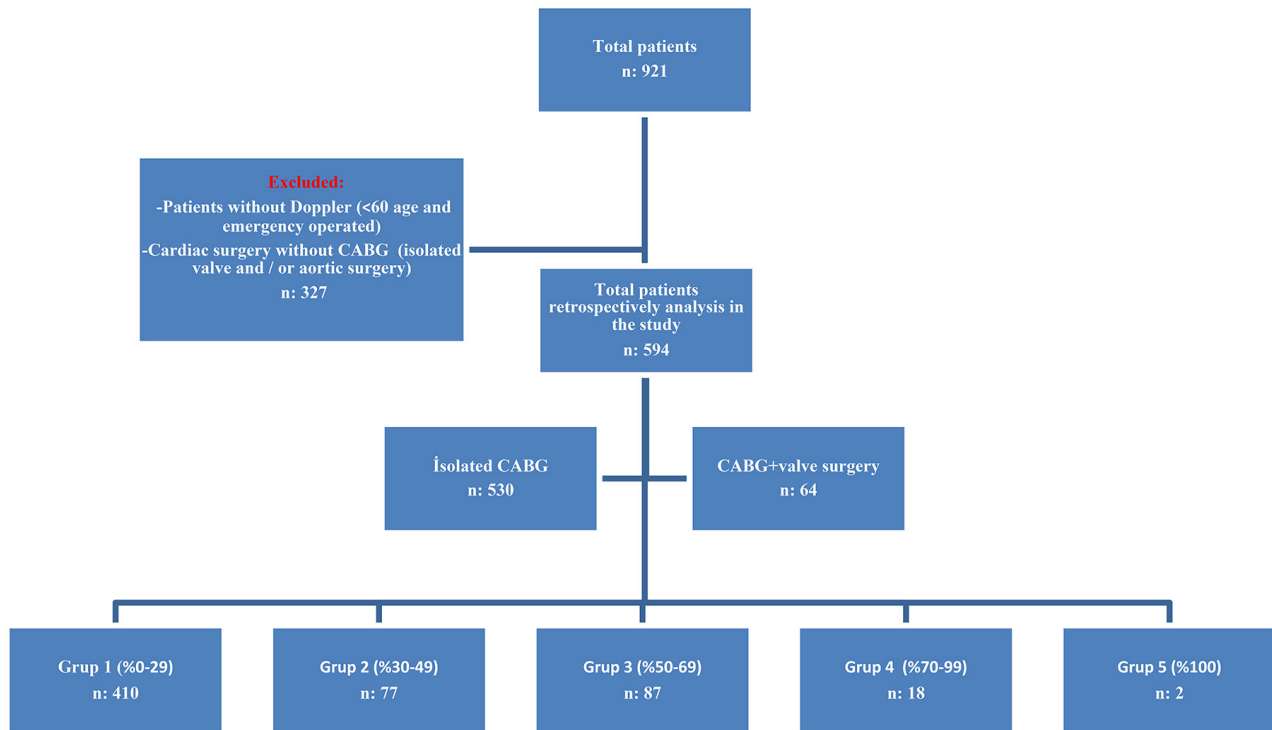 Total patients
n: 921
Excluded:
-Patients without Doppler (<60 age and
emergency operated)
-Cardiac surgery without CABG (isolated
valve and / or aortic surgery)
n: 327
Total patients
retrospectively analysis in
the study
n: 594
İsolated CABG
n: 530
CABG+valve surgery
n: 64
Grup 1 (%0-29)
n: 410
Grup 2 (%30-49)
n: 77
Grup 3 (%50-69)
n: 87
Grup 4 (%70-99)
n: 18
Grup 5 (%100)
n: 2